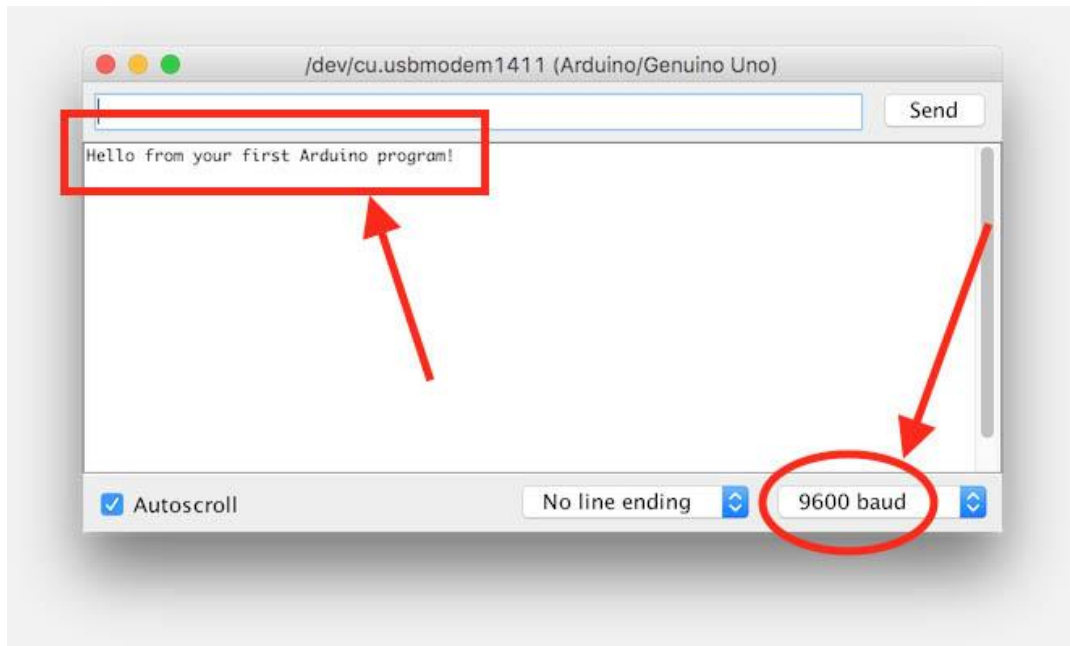 /dev/cu.usbmodem1411 (Arduino/Genuino Uno)
Send
Hello from your first Arduino program!
Autoscroll
No line ending
9600 baud